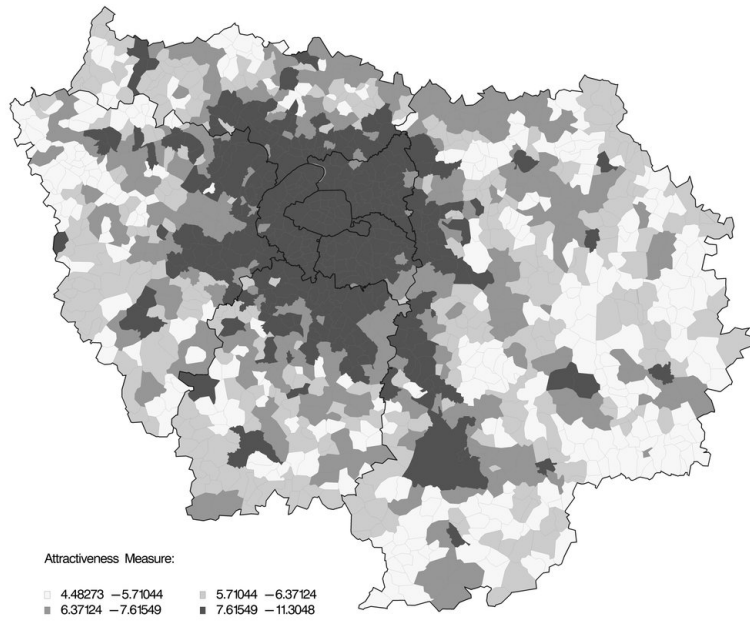 Attractiveness Measure:
4.48273 – 5.71044 5.71044 – 6.37124
6.37124 – 7.61549 7.61549 – 11.3048